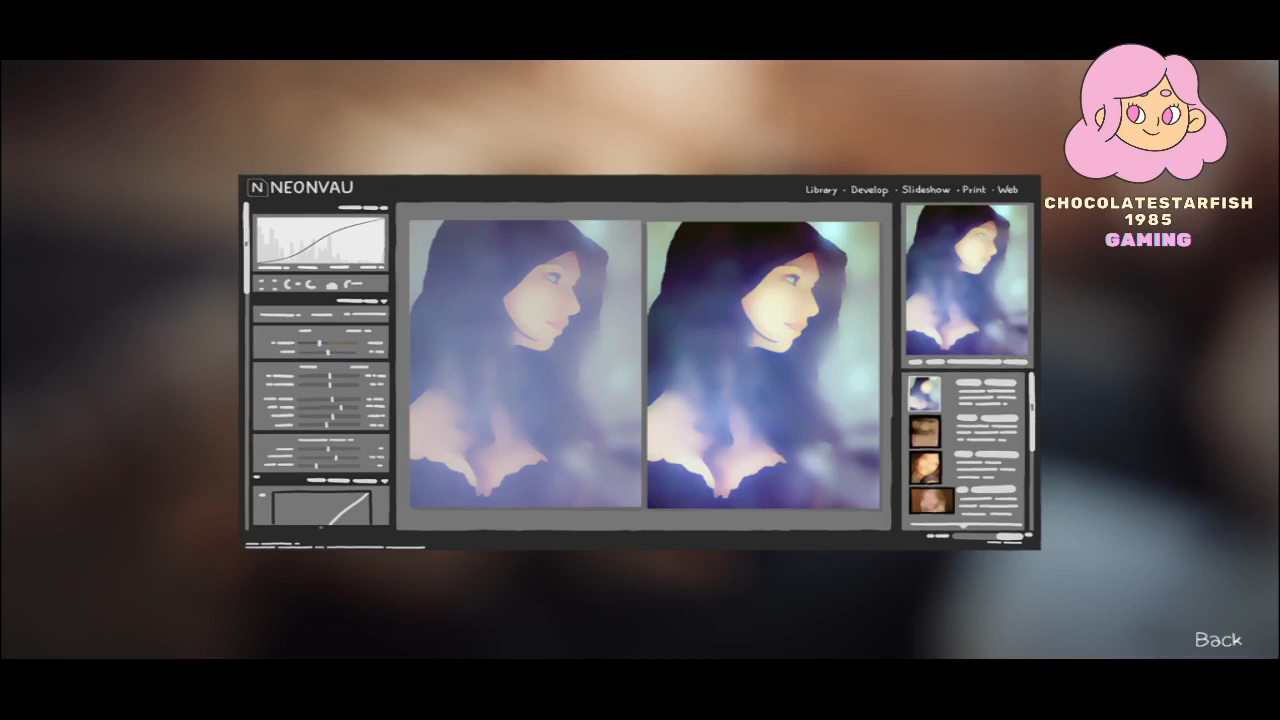 N NEONVAU
Library · Develop · Slideshow · Print · Web
CHOCOLATESTARFISH
1985
GAMING
Back